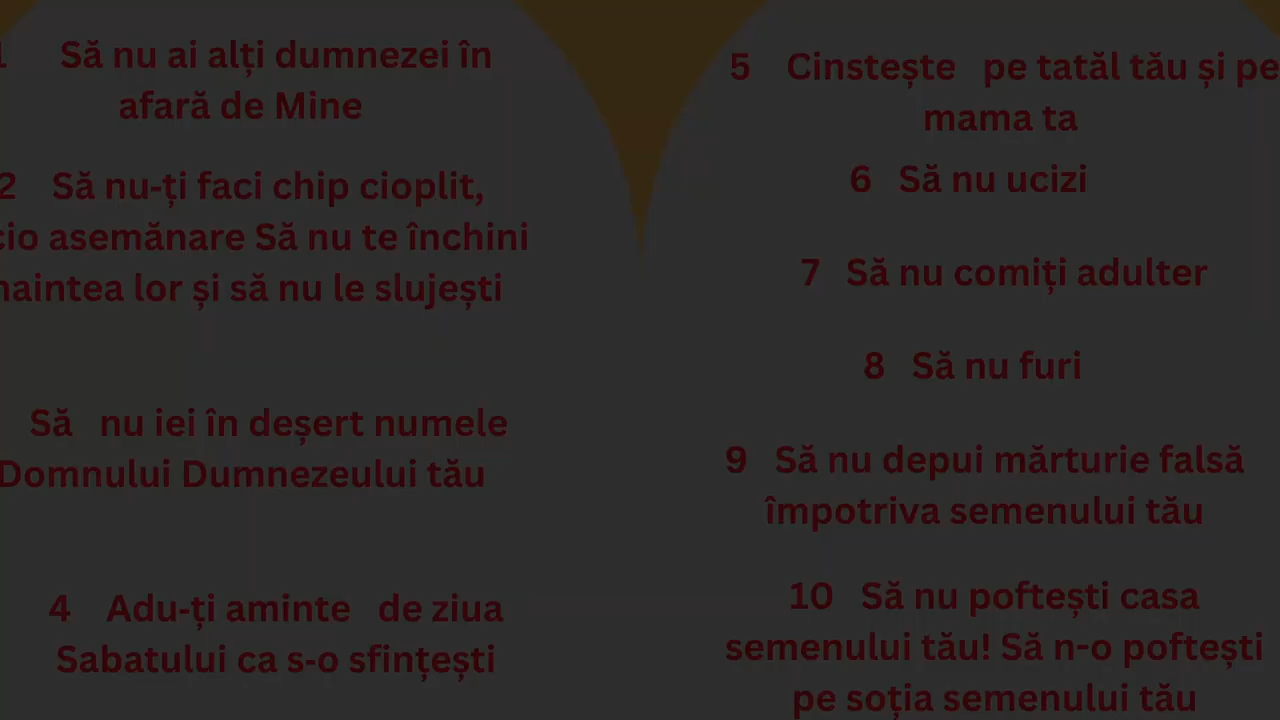 1 Să nu ai alți dumnezei în
afară de Mine
2 Să nu-ți faci chip cioplit,
cio asemănare Să nu te închini
naintea lor și să nu le slujești
Să nu iei în deșert numele
Domnului Dumnezeului tău
4 Adu-ți aminte de ziua
Sabatului ca s-o sfințești
5 Cinstește pe tatăl tău și pe
mama ta
6 Să nu ucizi
7 Să nu comiți adulter
8 Să nu furi
9 Să nu depui mărturie falsă
împotriva semenului tău
10 Să nu poftești casa
semenului tău! Să n-o poftești
pe soția semenului tău